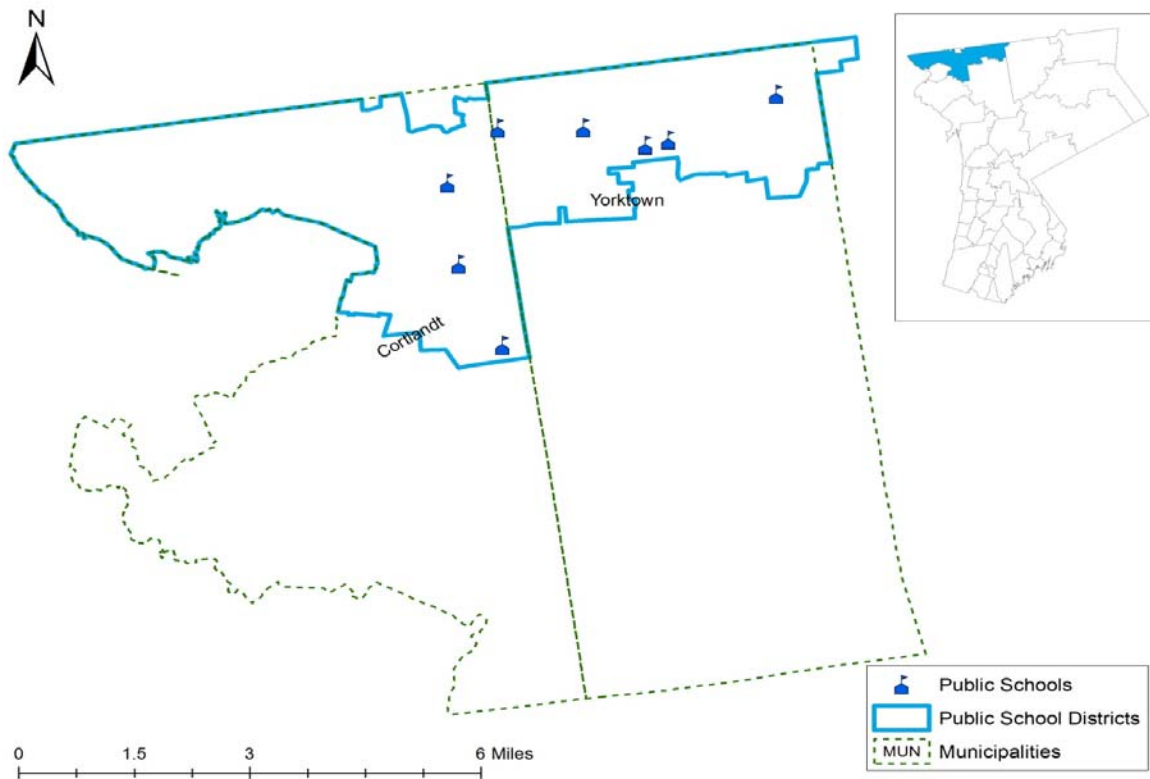 N
Yorktown
Cortlandt
Public Schools
Public School Districts
MUN Municipalities
0 1.5 3 6 Miles